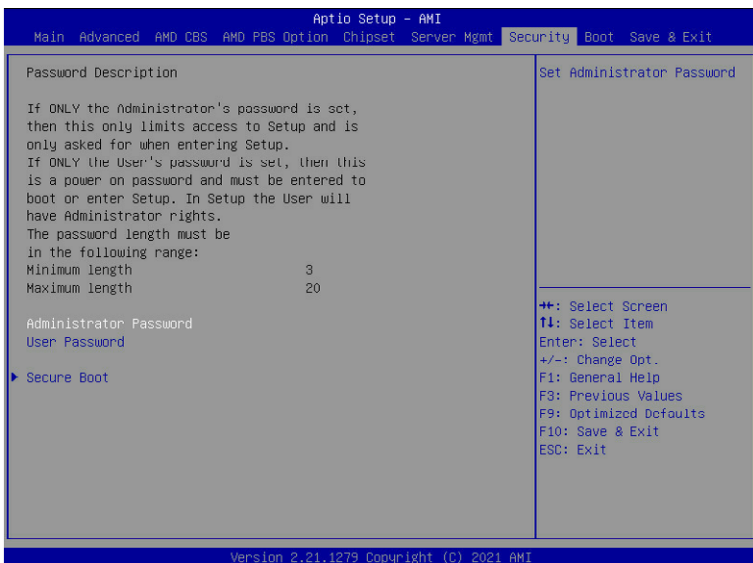 Aptio Setup – AMI
Main Advanced AMD CBS AMD PBS Option Chipset Server Mgmt Security Boot Save & Exit
Password Description
If ONLY the Administrator's password is set,
then this only limits access to Setup and is
only asked for when entering Setup.
If ONLY the User's password is set, then this
is a power on password and must be entered to
boot or enter Setup. In Setup the User will
have Administrator rights.
The password length must be
in the following range:
Minimum length 3
Maximum length 20
Administrator Password
User Password
Secure Boot
Set Administrator Password
→←: Select Screen
↑↓: Select Item
Enter: Select
+/-: Change Opt.
F1: General Help
F3: Previous Values
F9: Optimized Defaults
F10: Save & Exit
ESC: Exit
Version 2.21.1279 Copyright (C) 2021 AMI